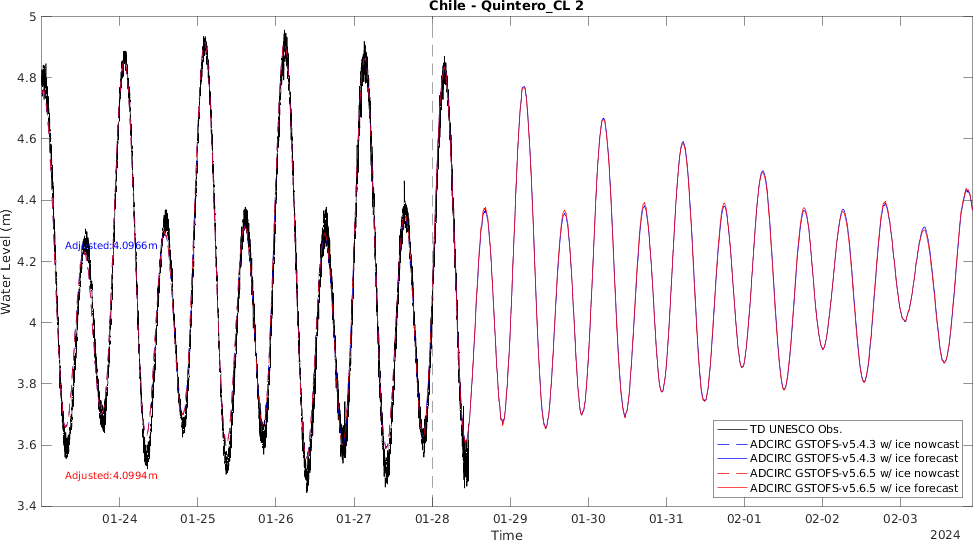 Chile - Quintero_CL 2
5
4.8
4.6
4.4
4.2
4
3.8
3.6
3.4
Water Level (m)
Adjusted:4.0966m
Adjusted:4.0994m
TD UNESCO Obs.
ADCIRC GSTOFS-v5.4.3 w/ ice nowcast
ADCIRC GSTOFS-v5.4.3 w/ ice forecast
ADCIRC GSTOFS-v5.6.5 w/ ice nowcast
ADCIRC GSTOFS-v5.6.5 w/ ice forecast
01-24 01-25 01-26 01-27 01-28 01-29 01-30 01-31 02-01 02-02 02-03
Time
2024